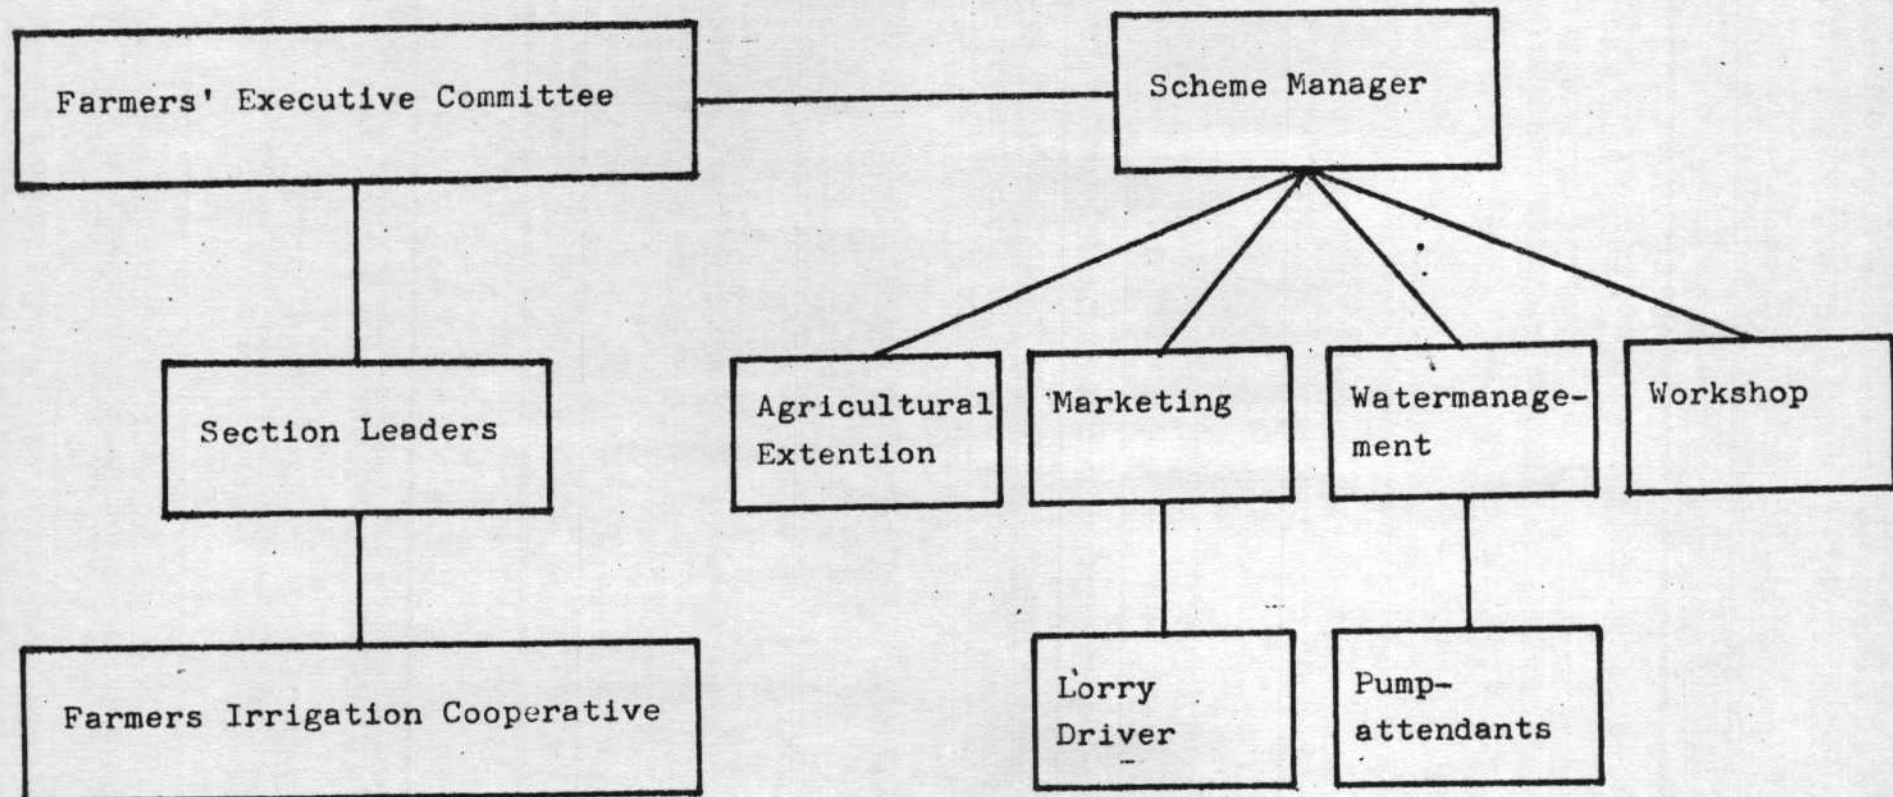 Farmers' Executive Committee
Scheme Manager
Section Leaders
Agricultural
Extention
Marketing
Watermanage-
ment
Workshop
Farmers Irrigation Cooperative
Lorry
Driver
Pump-
attendants